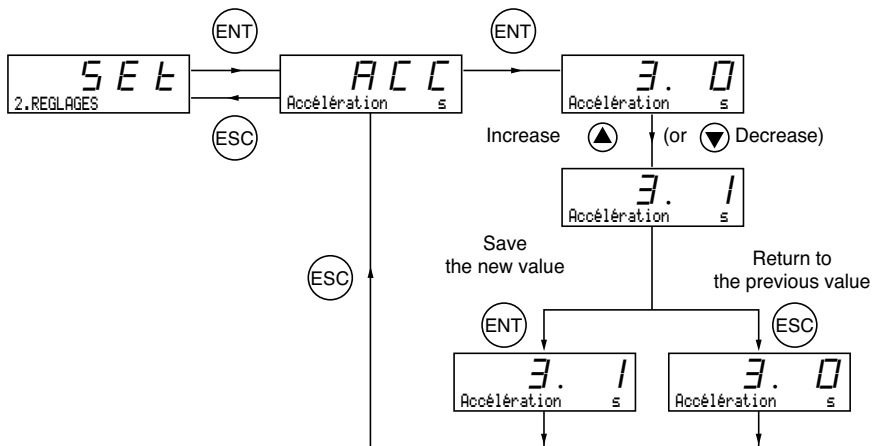 ENT
ENT
SEt
2.REGLAGES
ACC
Accélération s
3. 0
Accélération s
ESC
Increase (or Decrease)
3. 1
Accélération s
Save
the new value
Return to
the previous value
ESC
ENT
ESC
3. 1
Accélération s
3. 0
Accélération s